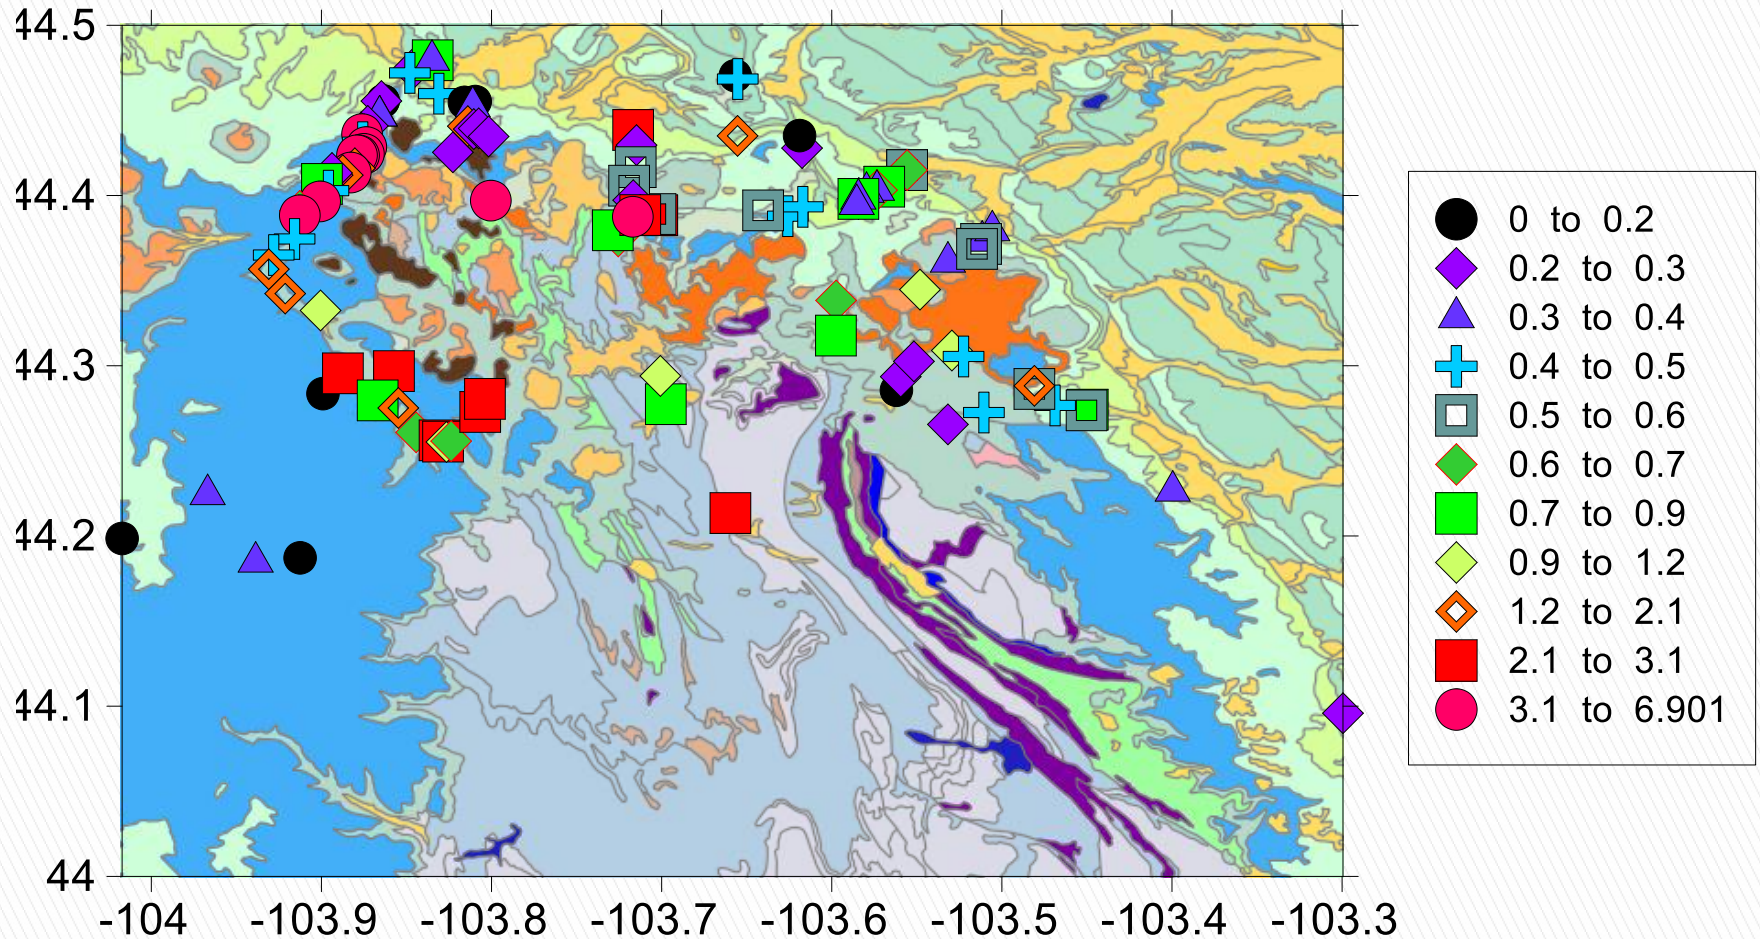 44.5
44.4
44.3
44.2
44.1
44
-104 -103.9 -103.8 -103.7 -103.6 -103.5 -103.4 -103.3
0 to 0.2
0.2 to 0.3
0.3 to 0.4
0.4 to 0.5
0.5 to 0.6
0.6 to 0.7
0.7 to 0.9
0.9 to 1.2
1.2 to 2.1
2.1 to 3.1
3.1 to 6.901